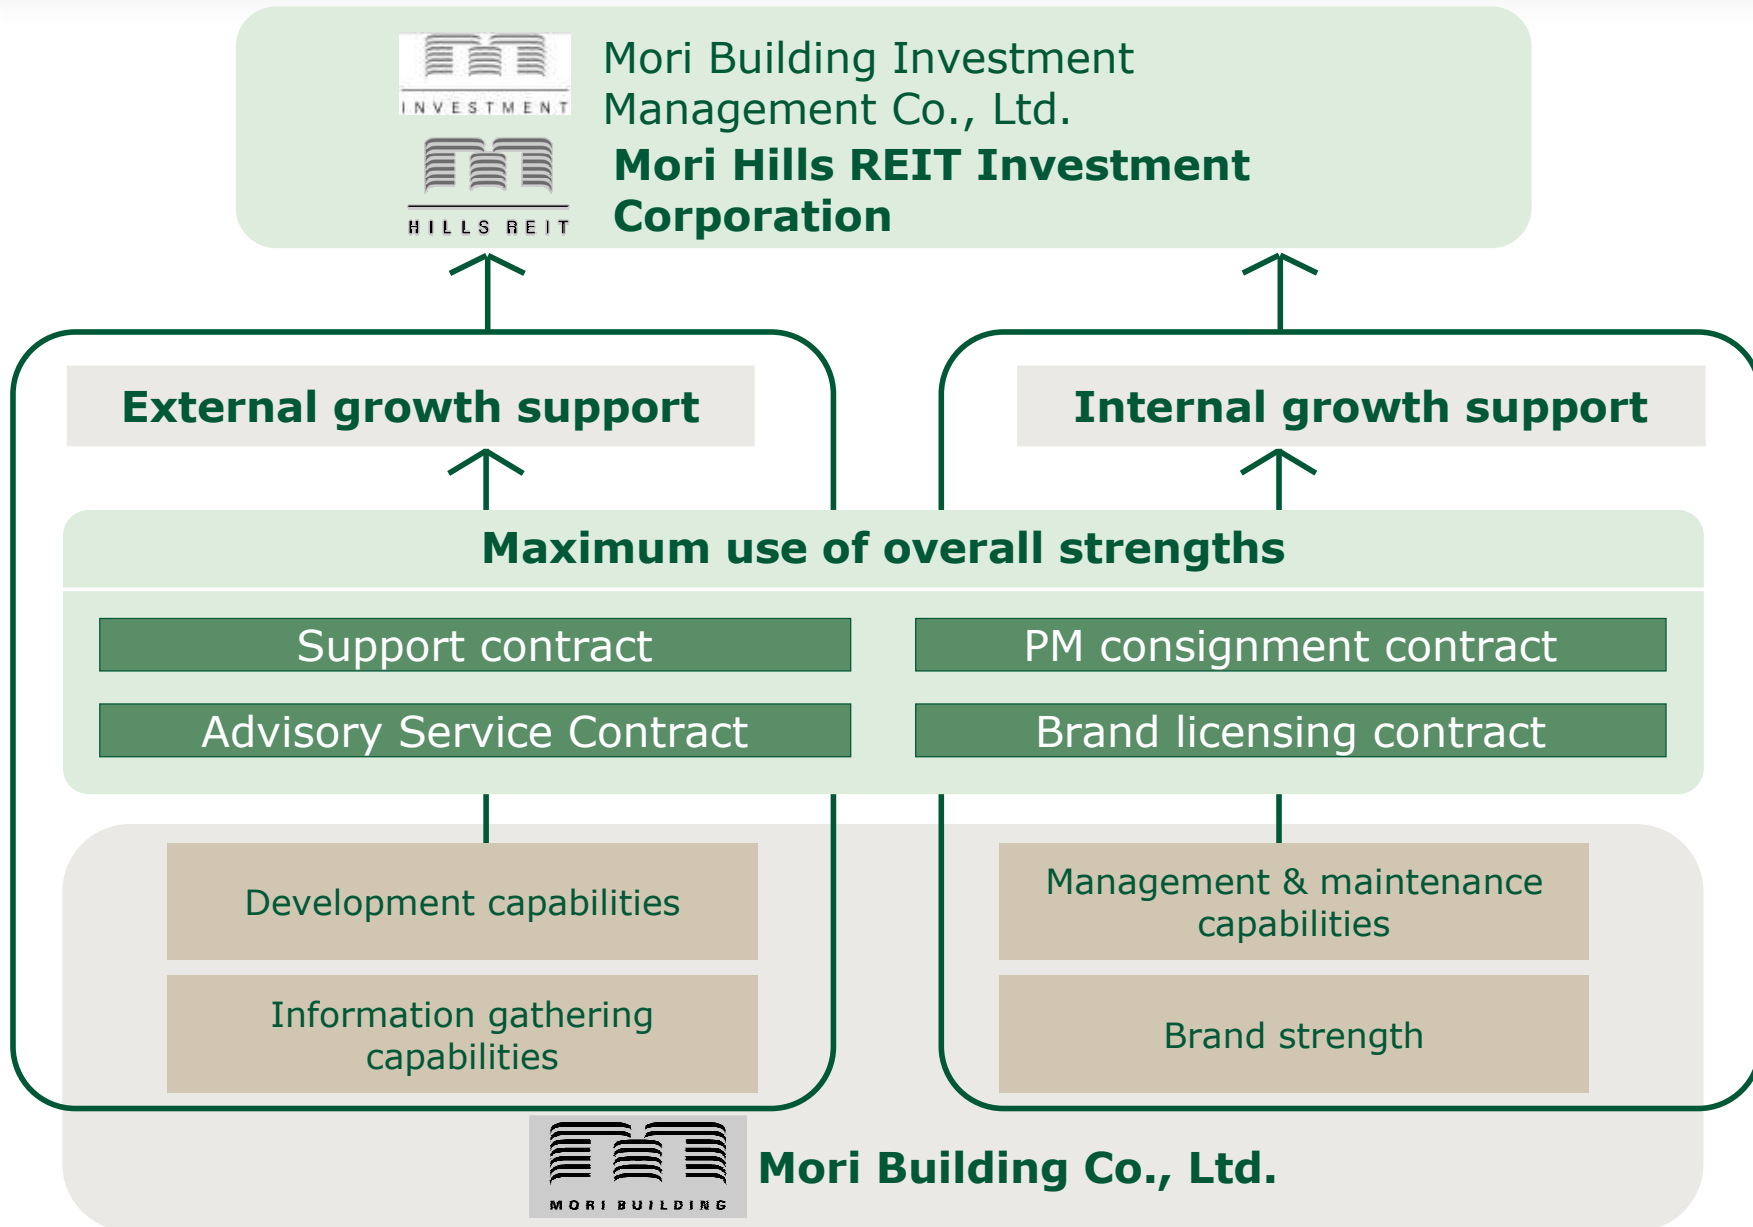 INVESTMENT
Mori Building Investment
Management Co., Ltd.
HILLS REIT
Mori Hills REIT Investment
Corporation
External growth support
Internal growth support
Maximum use of overall strengths
Support contract
PM consignment contract
Advisory Service Contract
Brand licensing contract
Development capabilities
Management & maintenance
capabilities
Information gathering
capabilities
Brand strength
MORI BUILDING
Mori Building Co., Ltd.